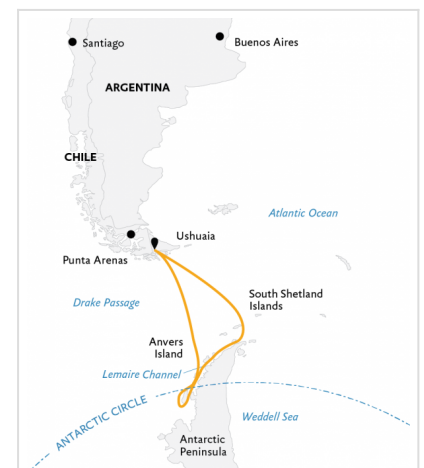 Santiago
Buenos Aires
ARGENTINA
CHILE
Atlantic Ocean
Ushuaia
Punta Arenas
South Shetland
Islands
Drake Passage
Anvers
Island
Lemaire Channel
ANTARCTIC CIRCLE
Weddell Sea
Antarctic
Peninsula